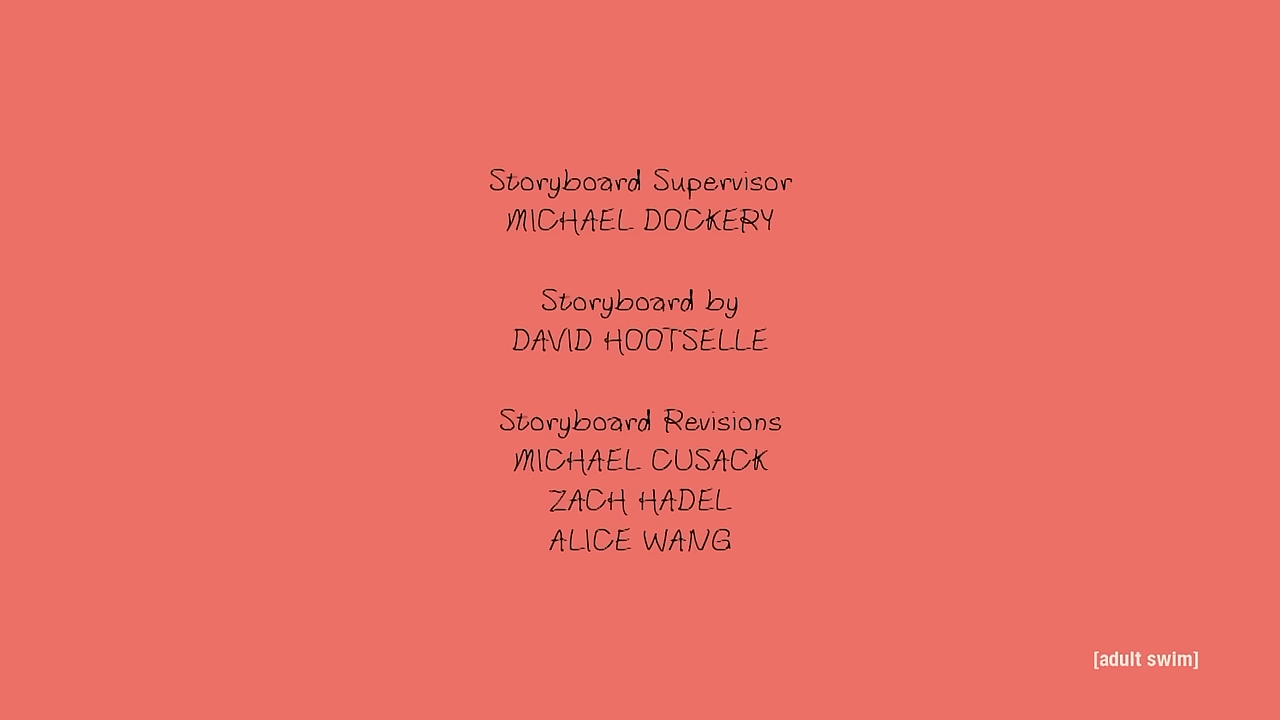 Storyboard Supervisor
MICHAEL DOCKERY
Storyboard by
DAVID HOOTSELLE
Storyboard Revisions
MICHAEL CUSACK
ZACH HADEL
ALICE WANG
[adult swim]